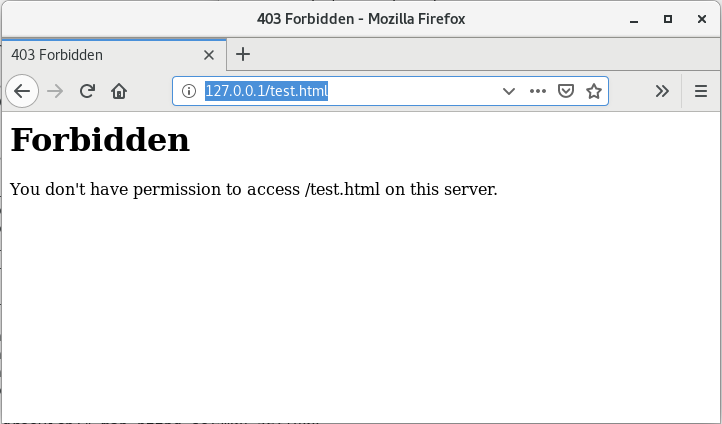 403 Forbidden - Mozilla Firefox
403 Forbidden
127.0.0.1/test.html
Forbidden
You don't have permission to access /test.html on this server.